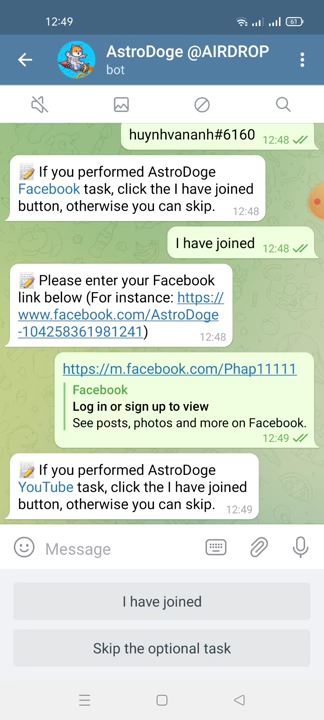 12:49
61
AstroDoge @AIRDROP
bot
huynhvananh#6160 12:48
📝 If you performed AstroDoge
Facebook task, click the I have joined
button, otherwise you can skip. 12:48
I have joined 12:48
📝 Please enter your Facebook
link below (For instance: https://
www.facebook.com/AstroDoge
-104258361981241)
12:48
https://m.facebook.com/Phap11111
Facebook
Log in or sign up to view
See posts, photos and more on Facebook.
12:49
📝 If you performed AstroDoge
YouTube task, click the I have joined
button, otherwise you can skip. 12:49
Message
I have joined
Skip the optional task